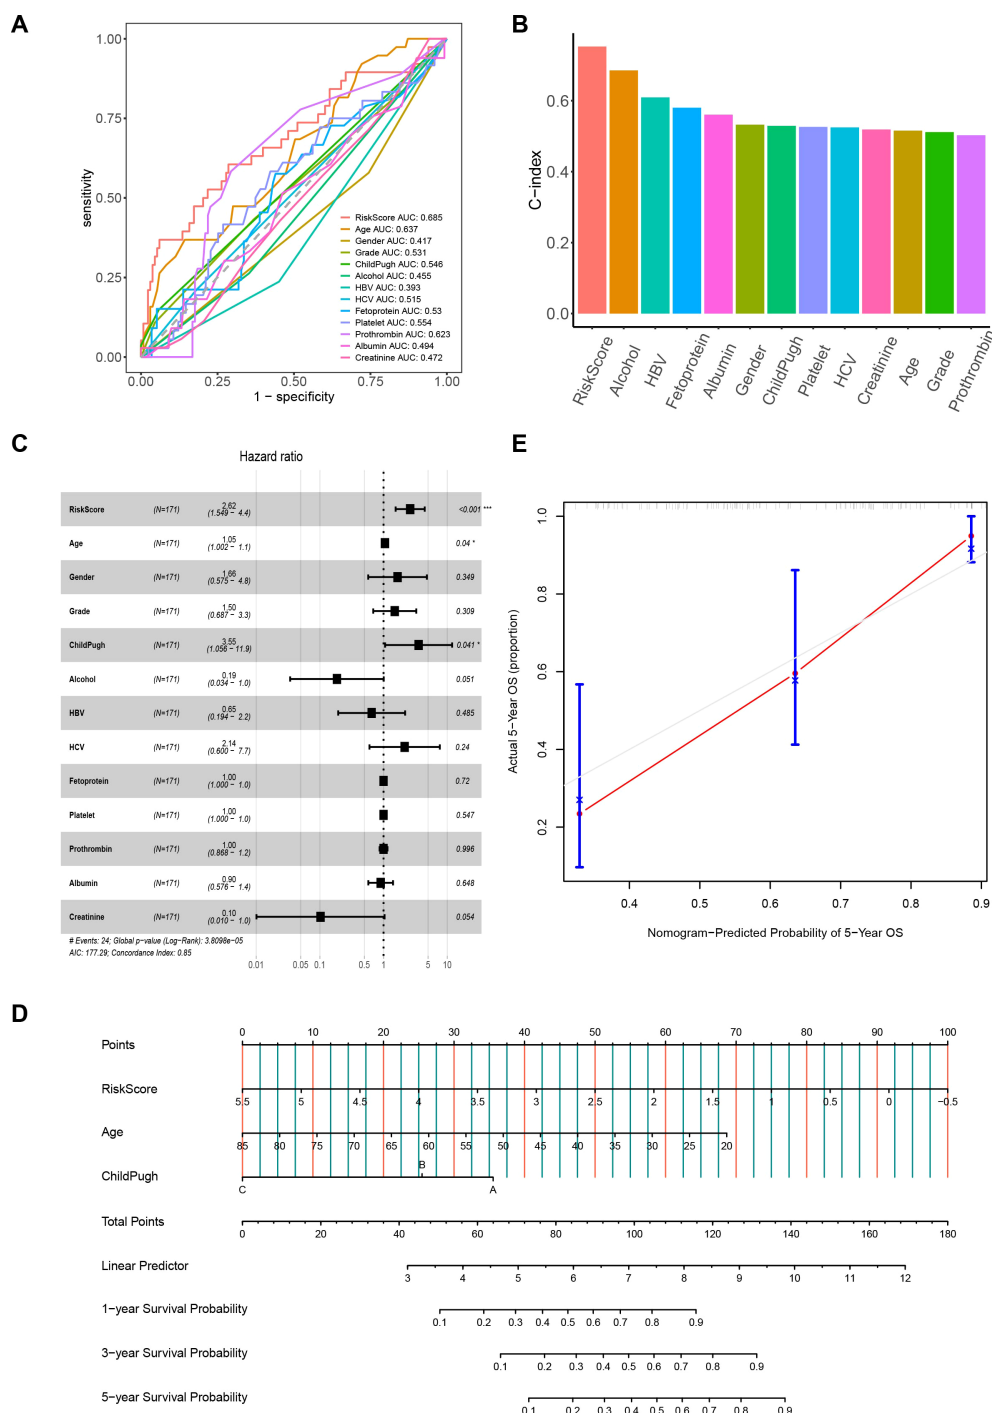 A
1.00
0.75
0.50
0.25
0.00
sensitivity
0.00 0.25 0.50 0.75 1.00
1 − specificity
RiskScore AUC: 0.685
Age AUC: 0.637
Gender AUC: 0.417
Grade AUC: 0.531
ChildPugh AUC: 0.546
Alcohol AUC: 0.455
HBV AUC: 0.393
HCV AUC: 0.515
Fetoprotein AUC: 0.53
Platelet AUC: 0.554
Prothrombin AUC: 0.623
Albumin AUC: 0.494
Creatinine AUC: 0.472
B
C−index
0.6
0.4
0.2
0.0
RiskScore Alcohol HBV Fetoprotein Albumin Gender ChildPugh Platelet HCV Creatinine Age Grade Prothrombin
C
Hazard ratio
RiskScore (N=171) 2.62 (1.549 − 4.4) <0.001 ***
Age (N=171) 1.05 (1.002 − 1.1) 0.04 *
Gender (N=171) 1.66 (0.575 − 4.8) 0.349
Grade (N=171) 1.50 (0.687 − 3.3) 0.309
ChildPugh (N=171) 3.55 (1.056 − 11.9) 0.041 *
Alcohol (N=171) 0.19 (0.034 − 1.0) 0.051
HBV (N=171) 0.65 (0.194 − 2.2) 0.485
HCV (N=171) 2.14 (0.600 − 7.7) 0.24
Fetoprotein (N=171) 1.00 (1.000 − 1.0) 0.72
Platelet (N=171) 1.00 (1.000 − 1.0) 0.547
Prothrombin (N=171) 1.00 (0.868 − 1.2) 0.996
Albumin (N=171) 0.90 (0.576 − 1.4) 0.648
Creatinine (N=171) 0.10 (0.010 − 1.0) 0.054
# Events: 24; Global p−value (Log−Rank): 3.8098e−05
AIC: 177.29; Concordance Index: 0.85
0.01 0.05 0.1 0.5 1 5 10
E
Actual 5−Year OS (proportion)
1.0
0.8
0.6
0.4
0.2
0.4 0.5 0.6 0.7 0.8 0.9
Nomogram−Predicted Probability of 5−Year OS
D
0 10 20 30 40 50 60 70 80 90 100
Points
RiskScore
5.5 5 4.5 4 3.5 3 2.5 2 1.5 1 0.5 0 −0.5
Age
85 80 75 70 65 60 55 50 45 40 35 30 25 20
B
ChildPugh
C A
Total Points
0 20 40 60 80 100 120 140 160 180
Linear Predictor
3 4 5 6 7 8 9 10 11 12
1−year Survival Probability
0.1 0.2 0.3 0.4 0.5 0.6 0.7 0.8 0.9
3−year Survival Probability
0.1 0.2 0.3 0.4 0.5 0.6 0.7 0.8 0.9
5−year Survival Probability
0.1 0.2 0.3 0.4 0.5 0.6 0.7 0.8 0.9